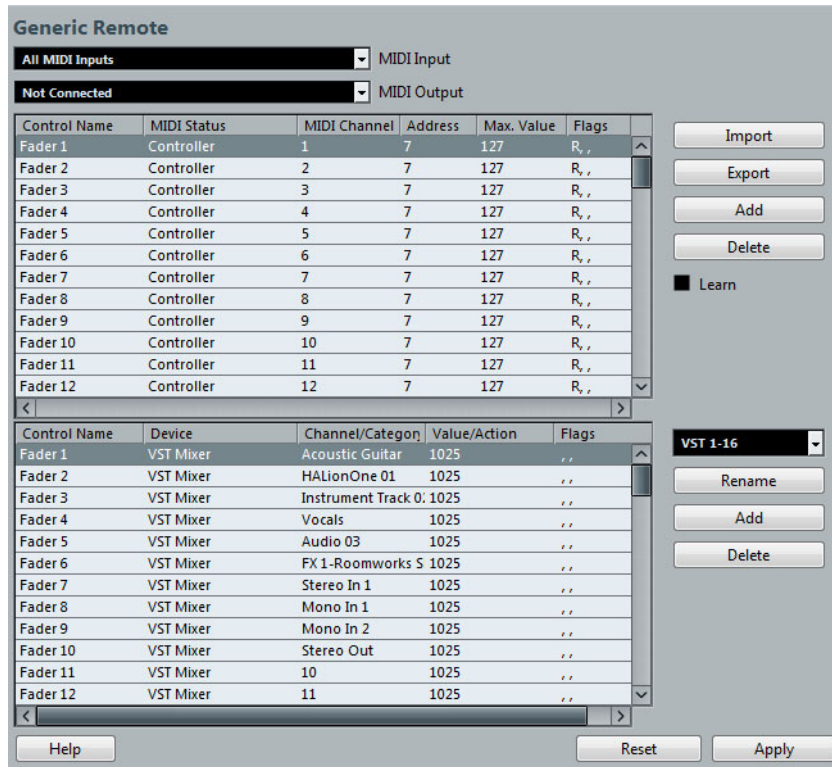 Generic Remote
All MIDI Inputs MIDI Input
Not Connected MIDI Output
Control Name MIDI Status MIDI Channel Address Max. Value Flags
Fader 1 Controller 1 7 127 R, ,
Fader 2 Controller 2 7 127 R, ,
Fader 3 Controller 3 7 127 R, ,
Fader 4 Controller 4 7 127 R, ,
Fader 5 Controller 5 7 127 R, ,
Fader 6 Controller 6 7 127 R, ,
Fader 7 Controller 7 7 127 R, ,
Fader 8 Controller 8 7 127 R, ,
Fader 9 Controller 9 7 127 R, ,
Fader 10 Controller 10 7 127 R, ,
Fader 11 Controller 11 7 127 R, ,
Fader 12 Controller 12 7 127 R, ,
Import
Export
Add
Delete
Learn
Control Name Device Channel/Categor Value/Action Flags
Fader 1 VST Mixer Acoustic Guitar 1025 , ,
Fader 2 VST Mixer HALionOne 01 1025 , ,
Fader 3 VST Mixer Instrument Track 0 1025 , ,
Fader 4 VST Mixer Vocals 1025 , ,
Fader 5 VST Mixer Audio 03 1025 , ,
Fader 6 VST Mixer FX 1-Roomworks S 1025 , ,
Fader 7 VST Mixer Stereo In 1 1025 , ,
Fader 8 VST Mixer Mono In 1 1025 , ,
Fader 9 VST Mixer Mono In 2 1025 , ,
Fader 10 VST Mixer Stereo Out 1025 , ,
Fader 11 VST Mixer 10 1025 , ,
Fader 12 VST Mixer 11 1025 , ,
VST 1-16
Rename
Add
Delete
Help Reset Apply